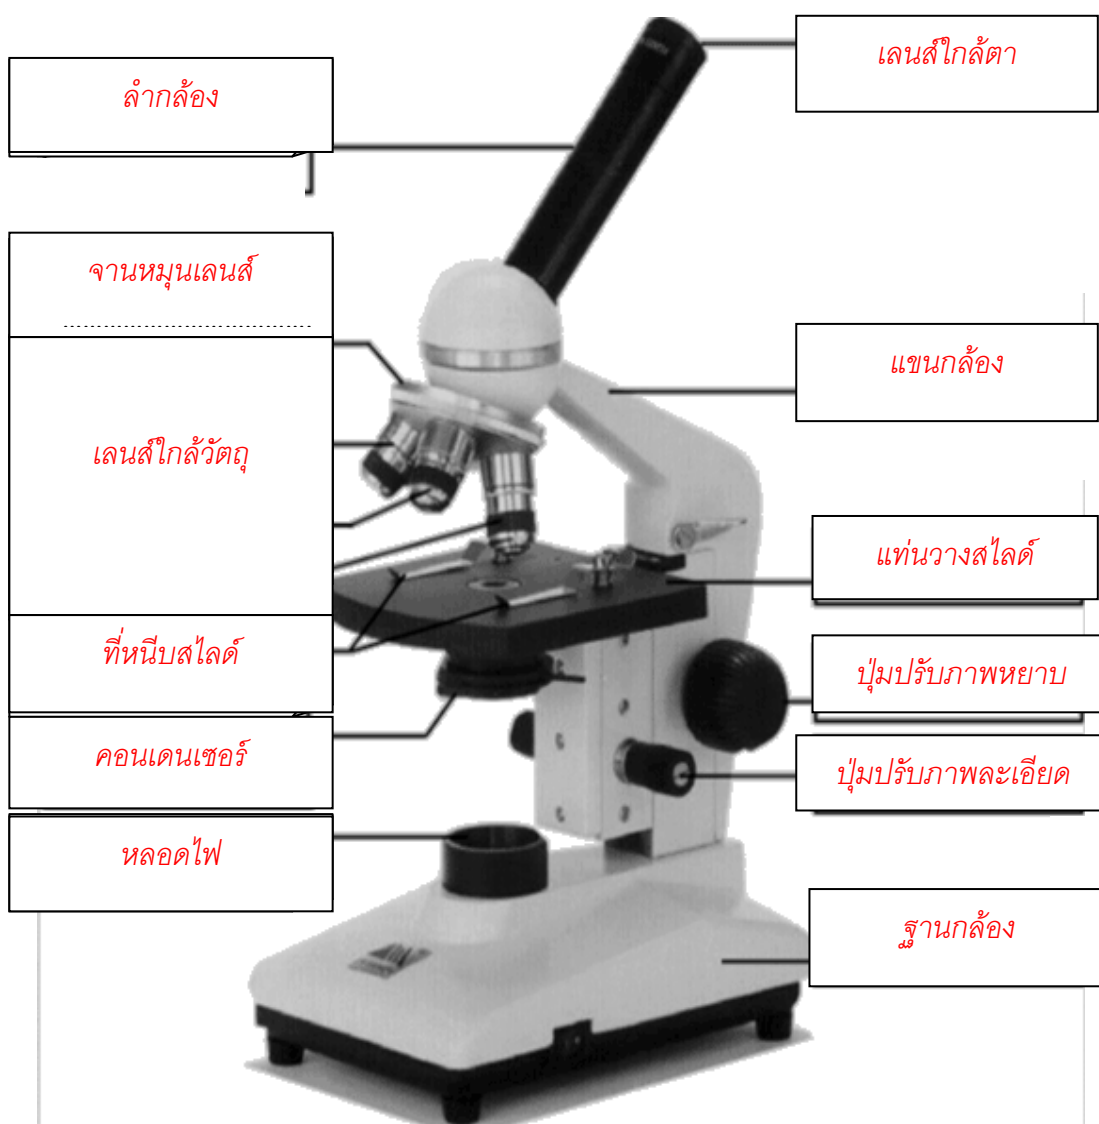 เลนส์ใกล้ตา
ลำกล้อง
จานหมุนเลนส์
แขนกล้อง
เลนส์ใกล้วัตถุ
แท่นวางสไลด์
ที่หนีบสไลด์
ปุ่มปรับภาพหยาบ
คอนเดนเซอร์
ปุ่มปรับภาพละเอียด
หลอดไฟ
ฐานกล้อง